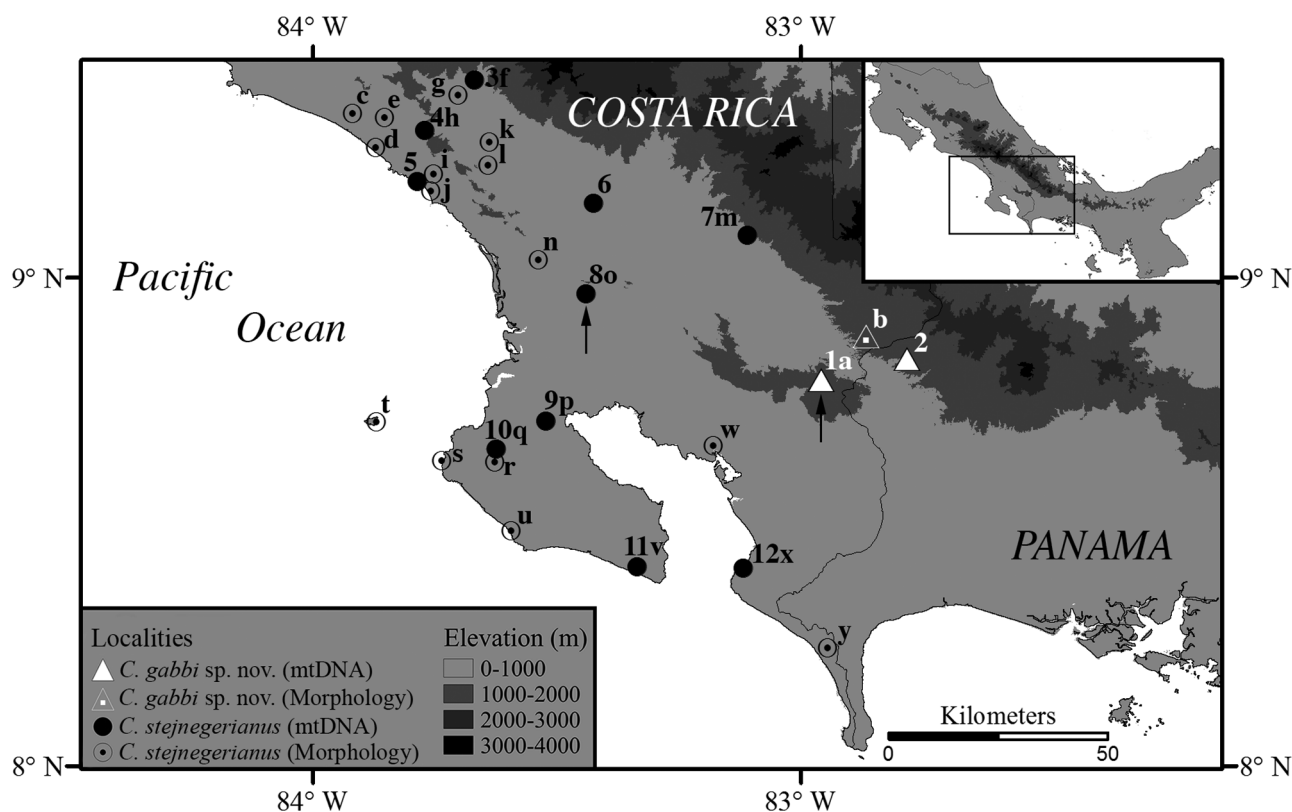 84° W
83° W
3f
g
c
e
4h
COSTA RICA
k
d
l
5
i
j
6
7m
n
9° N
9° N
Pacific
Ocean
8o
b
2
1a
t
9p
10q
w
s
r
u
11v
12x
PANAMA
y
Localities
C. gabbi sp. nov. (mtDNA)
C. gabbi sp. nov. (Morphology)
C. stejnegerianus (mtDNA)
C. stejnegerianus (Morphology)
Elevation (m)
0-1000
1000-2000
2000-3000
3000-4000
Kilometers
0
50
8° N
8° N
84° W
83° W